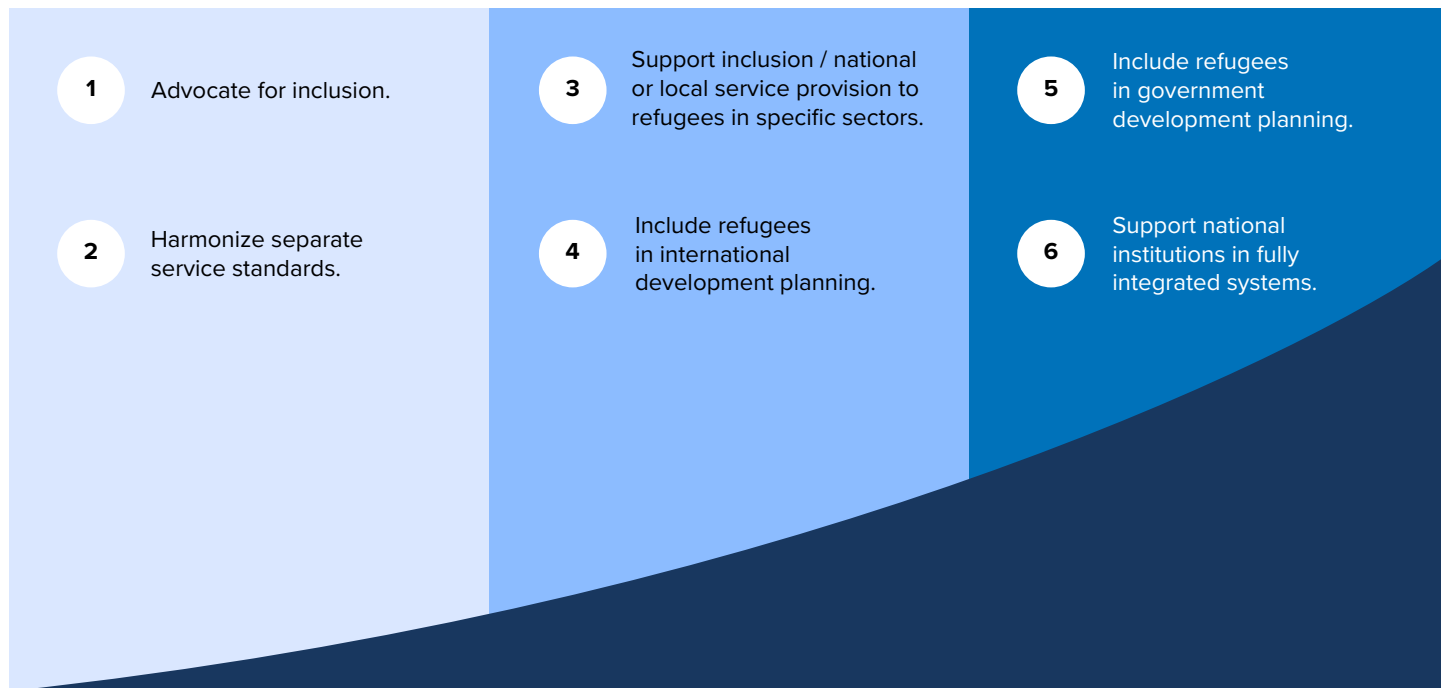 1
Advocate for inclusion.
2
Harmonize separate
service standards.
3
Support inclusion / national
or local service provision to
refugees in specific sectors.
4
Include refugees
in international
development planning.
5
Include refugees
in government
development planning.
6
Support national
institutions in fully
integrated systems.